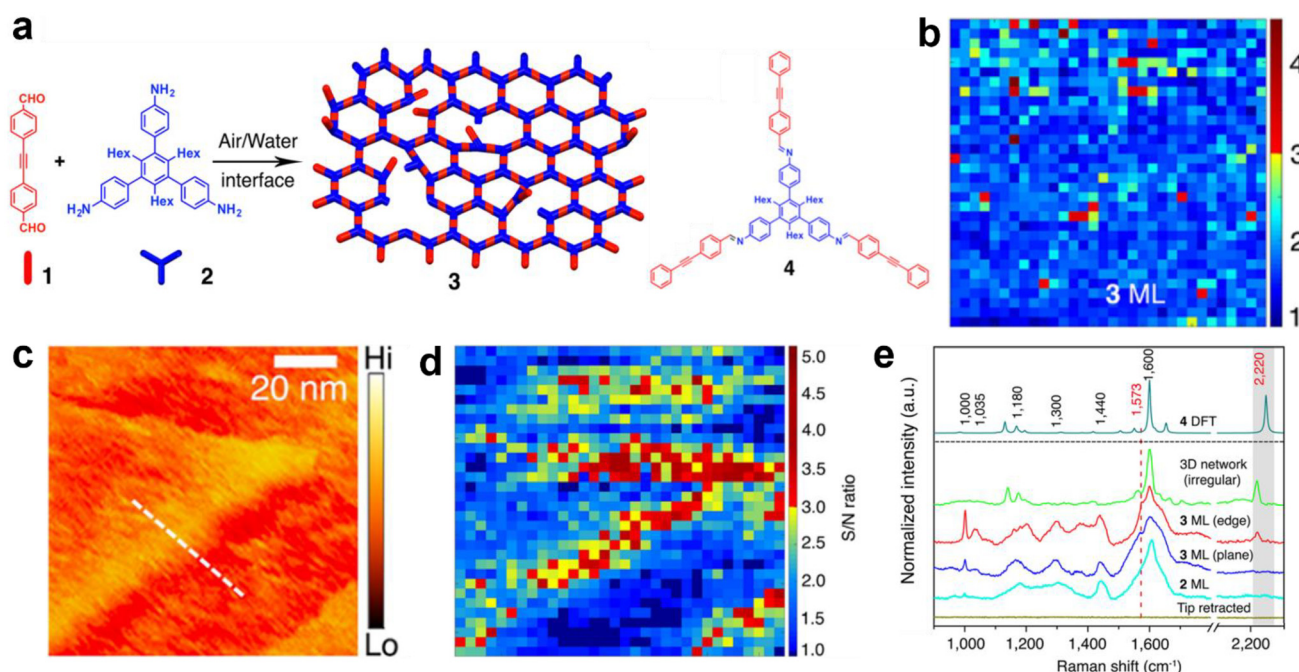 a
CHO
CHO
1
+
NH₂
Hex
Hex
Hex
H₂N
NH₂
2
Air/Water
interface
3
N
Hex
Hex
N
Hex
N
4
b
3 ML
4
3
2
1
c
20 nm
Hi
Lo
d
5.0
4.5
4.0
3.5
3.0
2.5
2.0
1.5
1.0
S/N ratio
e
Normalized intensity (a.u.)
1,000
1,035
1,180
1,300
1,440
1,573
1,600
2,220
4 DFT
3D network
(irregular)
3 ML (edge)
3 ML (plane)
2 ML
Tip retracted
1,000
1,200
1,400
1,600
2,200
Raman shift (cm⁻¹)